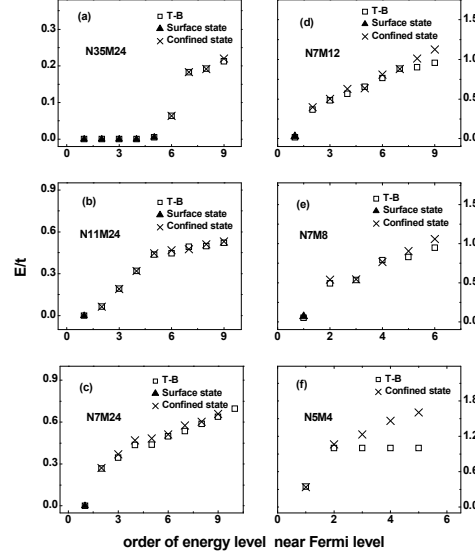 (a)
N35M24
T-B
Surface state
Confined state
0.3
0.2
0.1
0.0
0 3 6 9
(d)
N7M12
T-B
Surface state
Confined state
1.5
1.0
0.5
0.0
0 3 6 9
(b)
N11M24
T-B
Surface state
Confined state
0.9
0.6
0.3
0.0
0 3 6 9
(e)
N7M8
T-B
Surface state
Confined state
1.5
1.0
0.5
0.0
0 2 4 6
(c)
N7M24
T-B
Surface state
Confined state
0.9
0.6
0.3
0.0
0 3 6 9
(f)
N5M4
T-B
Confined state
1.8
1.2
0.6
0.0
0 2 4 6
E/t
order of energy level near Fermi level